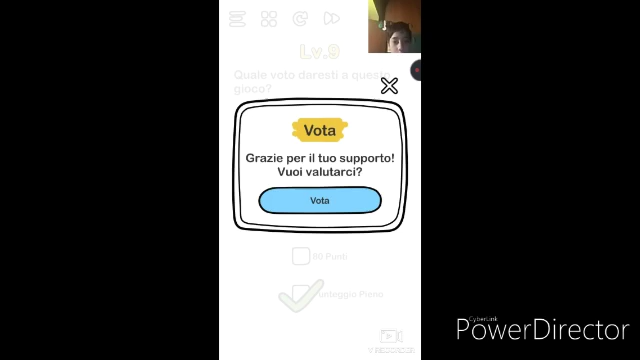 Lv.9
Quale voto daresti a questo
gioco?
Vota
Grazie per il tuo supporto!
Vuoi valutarci?
Vota
80 Punti
Punteggio Pieno
CyberLink
PowerDirector